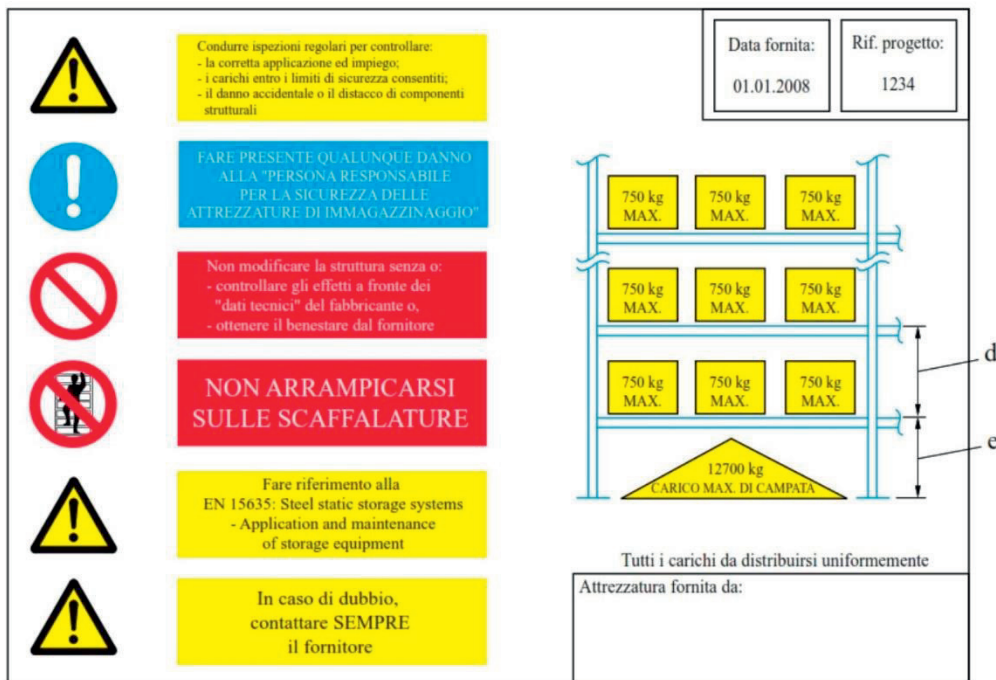 Condurre ispezioni regolari per controllare:
- la corretta applicazione ed impiego;
- i carichi entro i limiti di sicurezza consentiti;
- il danno accidentale o il distacco di componenti
strutturali
FARE PRESENTE QUALUNQUE DANNO
ALLA "PERSONA RESPONSABILE
PER LA SICUREZZA DELLE
ATTREZZATURE DI IMMAGAZZINAGGIO"
Non modificare la struttura senza o:
- controllare gli effetti a fronte dei
"dati tecnici" del fabbricante o,
- ottenere il benestare dal fornitore
NON ARRAMPICARSI
SULLE SCAFFALATURE
Fare riferimento alla
EN 15635: Steel static storage systems
- Application and maintenance
of storage equipment
In caso di dubbio,
contattare SEMPRE
il fornitore
Data fornita:
01.01.2008
Rif. progetto:
1234
750 kg 750 kg 750 kg
MAX. MAX. MAX.
750 kg 750 kg 750 kg
MAX. MAX. MAX.
d
750 kg 750 kg 750 kg
MAX. MAX. MAX.
e
12700 kg
CARICO MAX. DI CAMPATA
Tutti i carichi da distribuirsi uniformemente
Attrezzatura fornita da: